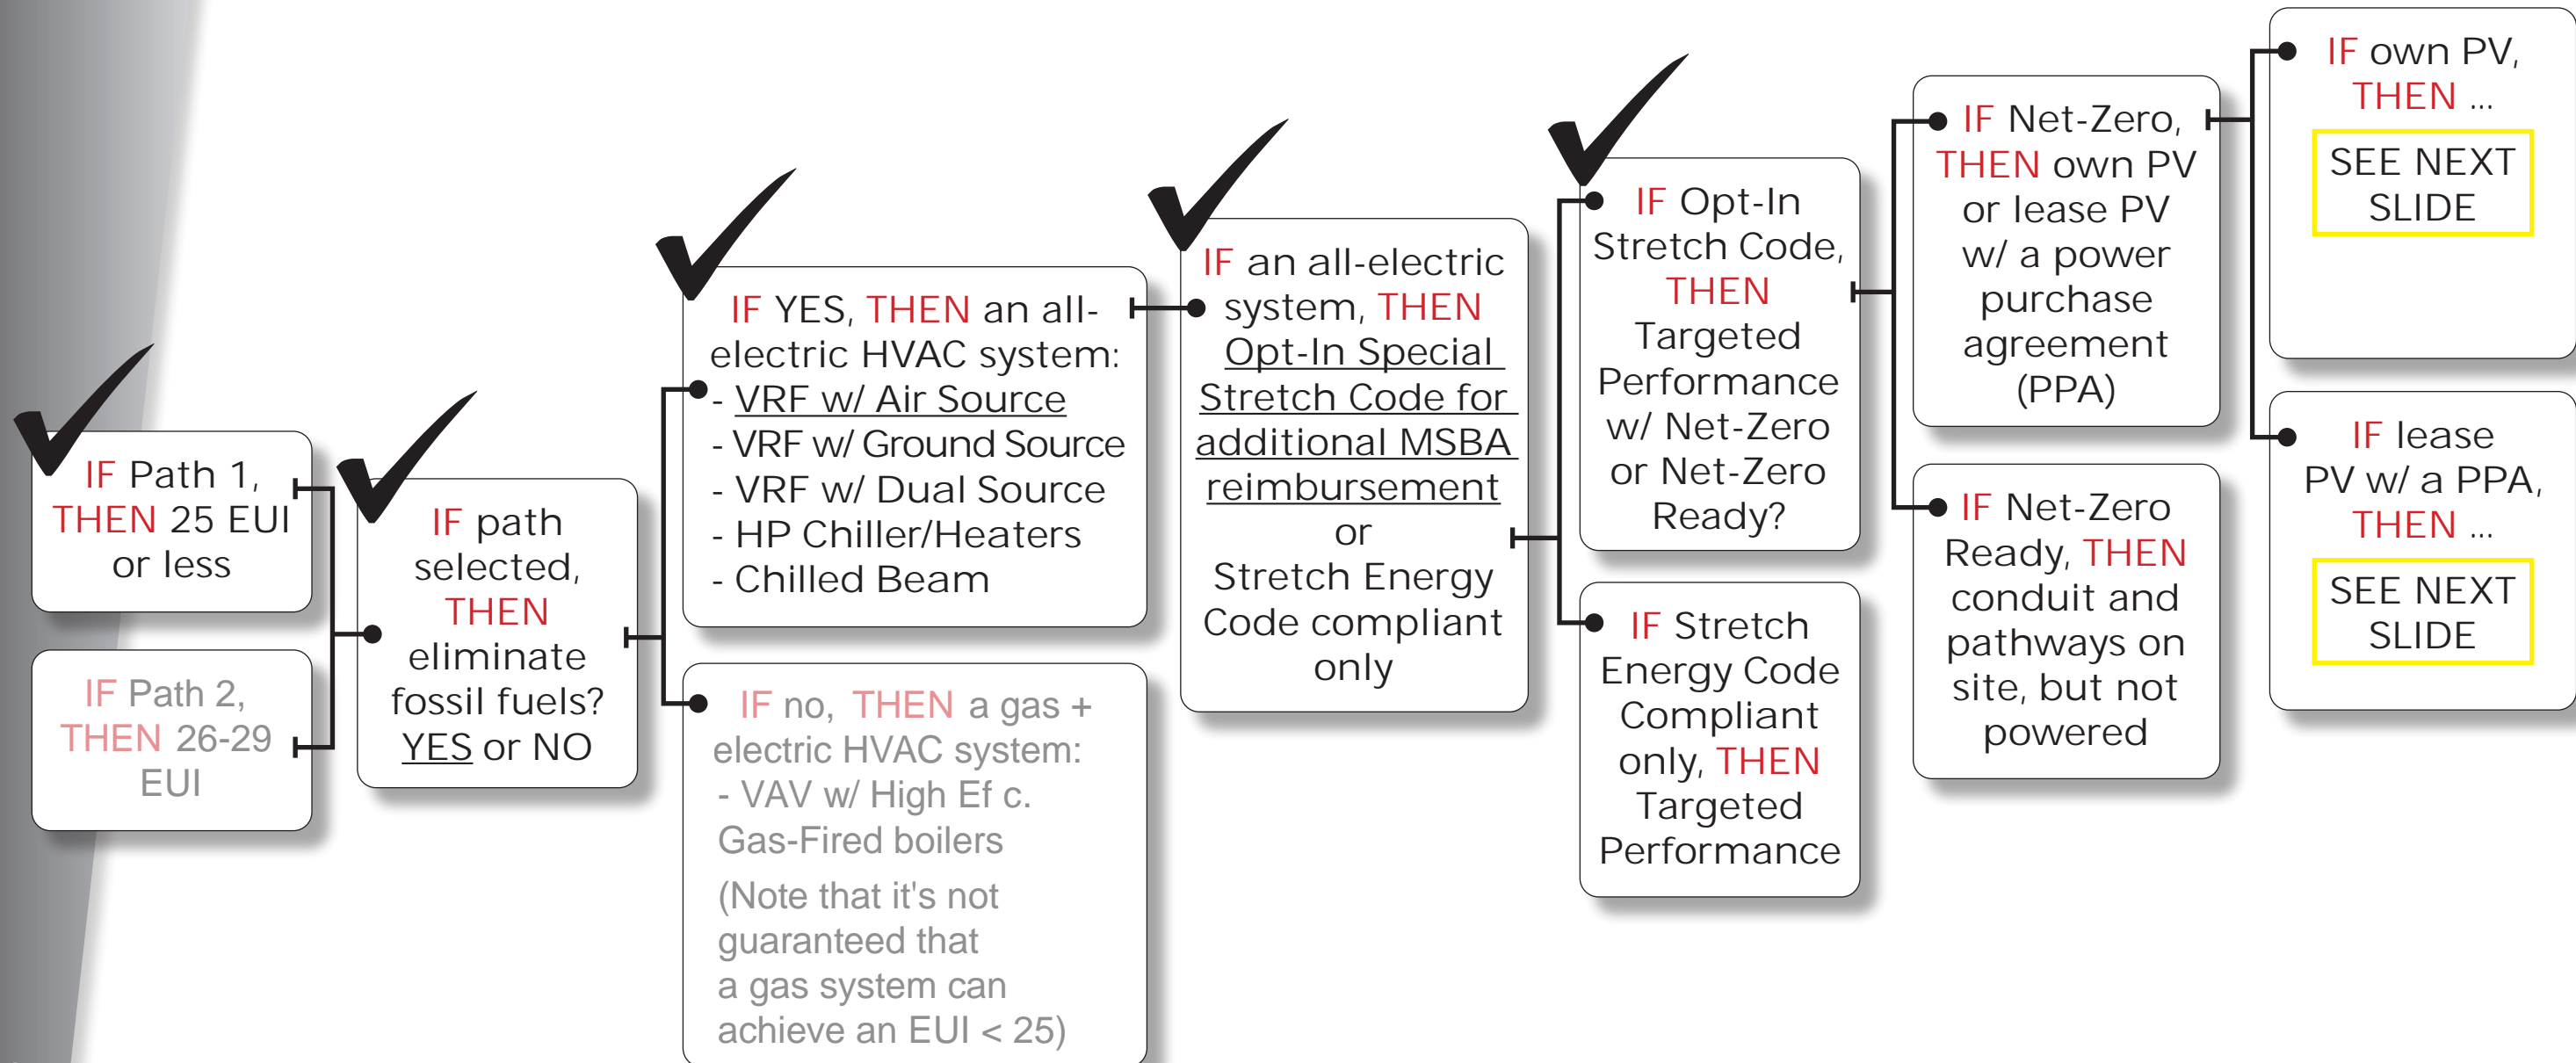 IF Path 1,
THEN 25 EUI
or less
IF Path 2,
THEN 26-29
EUI
IF path
selected,
THEN
eliminate
fossil fuels?
YES or NO
IF YES, THEN an all-
electric HVAC system:
- VRF w/ Air Source
- VRF w/ Ground Source
- VRF w/ Dual Source
- HP Chiller/Heaters
- Chilled Beam
IF no, THEN a gas +
electric HVAC system:
- VAV w/ High Ef c.
Gas-Fired boilers
(Note that it's not
guaranteed that
a gas system can
achieve an EUI < 25)
IF an all-electric
system, THEN
Opt-In Special
Stretch Code for
additional MSBA
reimbursement
or
Stretch Energy
Code compliant
only
IF Opt-In
Stretch Code,
THEN
Targeted
Performance
w/ Net-Zero
or Net-Zero
Ready?
IF Stretch
Energy Code
Compliant
only, THEN
Targeted
Performance
IF Net-Zero,
THEN own PV
or lease PV
w/ a power
purchase
agreement
(PPA)
IF Net-Zero
Ready, THEN
conduit and
pathways on
site, but not
powered
IF own PV,
THEN ...
SEE NEXT
SLIDE
IF lease
PV w/ a PPA,
THEN ...
SEE NEXT
SLIDE